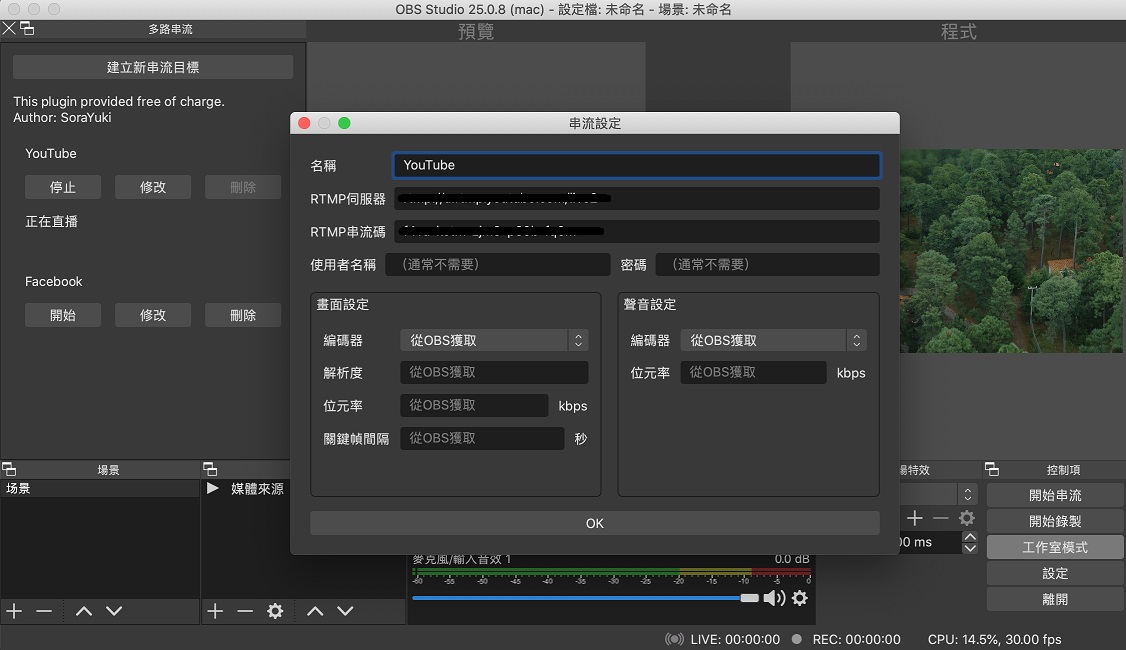 OBS Studio 25.0.8 (mac) - 設定檔: 未命名 - 場景: 未命名
多路串流
預覽
程式
建立新串流目標
This plugin provided free of charge.
Author: SoraYuki
YouTube
停止
修改
刪除
正在直播
Facebook
開始
修改
刪除
串流設定
名稱
YouTube
RTMP伺服器
RTMP串流碼
使用者名稱
(通常不需要)
密碼
(通常不需要)
畫面設定
編碼器
從OBS獲取
解析度
從OBS獲取
位元率
從OBS獲取
kbps
關鍵幀間隔
從OBS獲取
秒
聲音設定
編碼器
從OBS獲取
位元率
從OBS獲取
kbps
OK
場景
场景
媒體來源
麥克風/輸入音效 1
0.0 dB
-60 -55 -50 -45 -40 -35 -30 -25 -20 -15 -10 -5 0
場特效
00 ms
控制項
開始串流
開始錄製
工作室模式
設定
離開
LIVE: 00:00:00
REC: 00:00:00
CPU: 14.5%, 30.00 fps